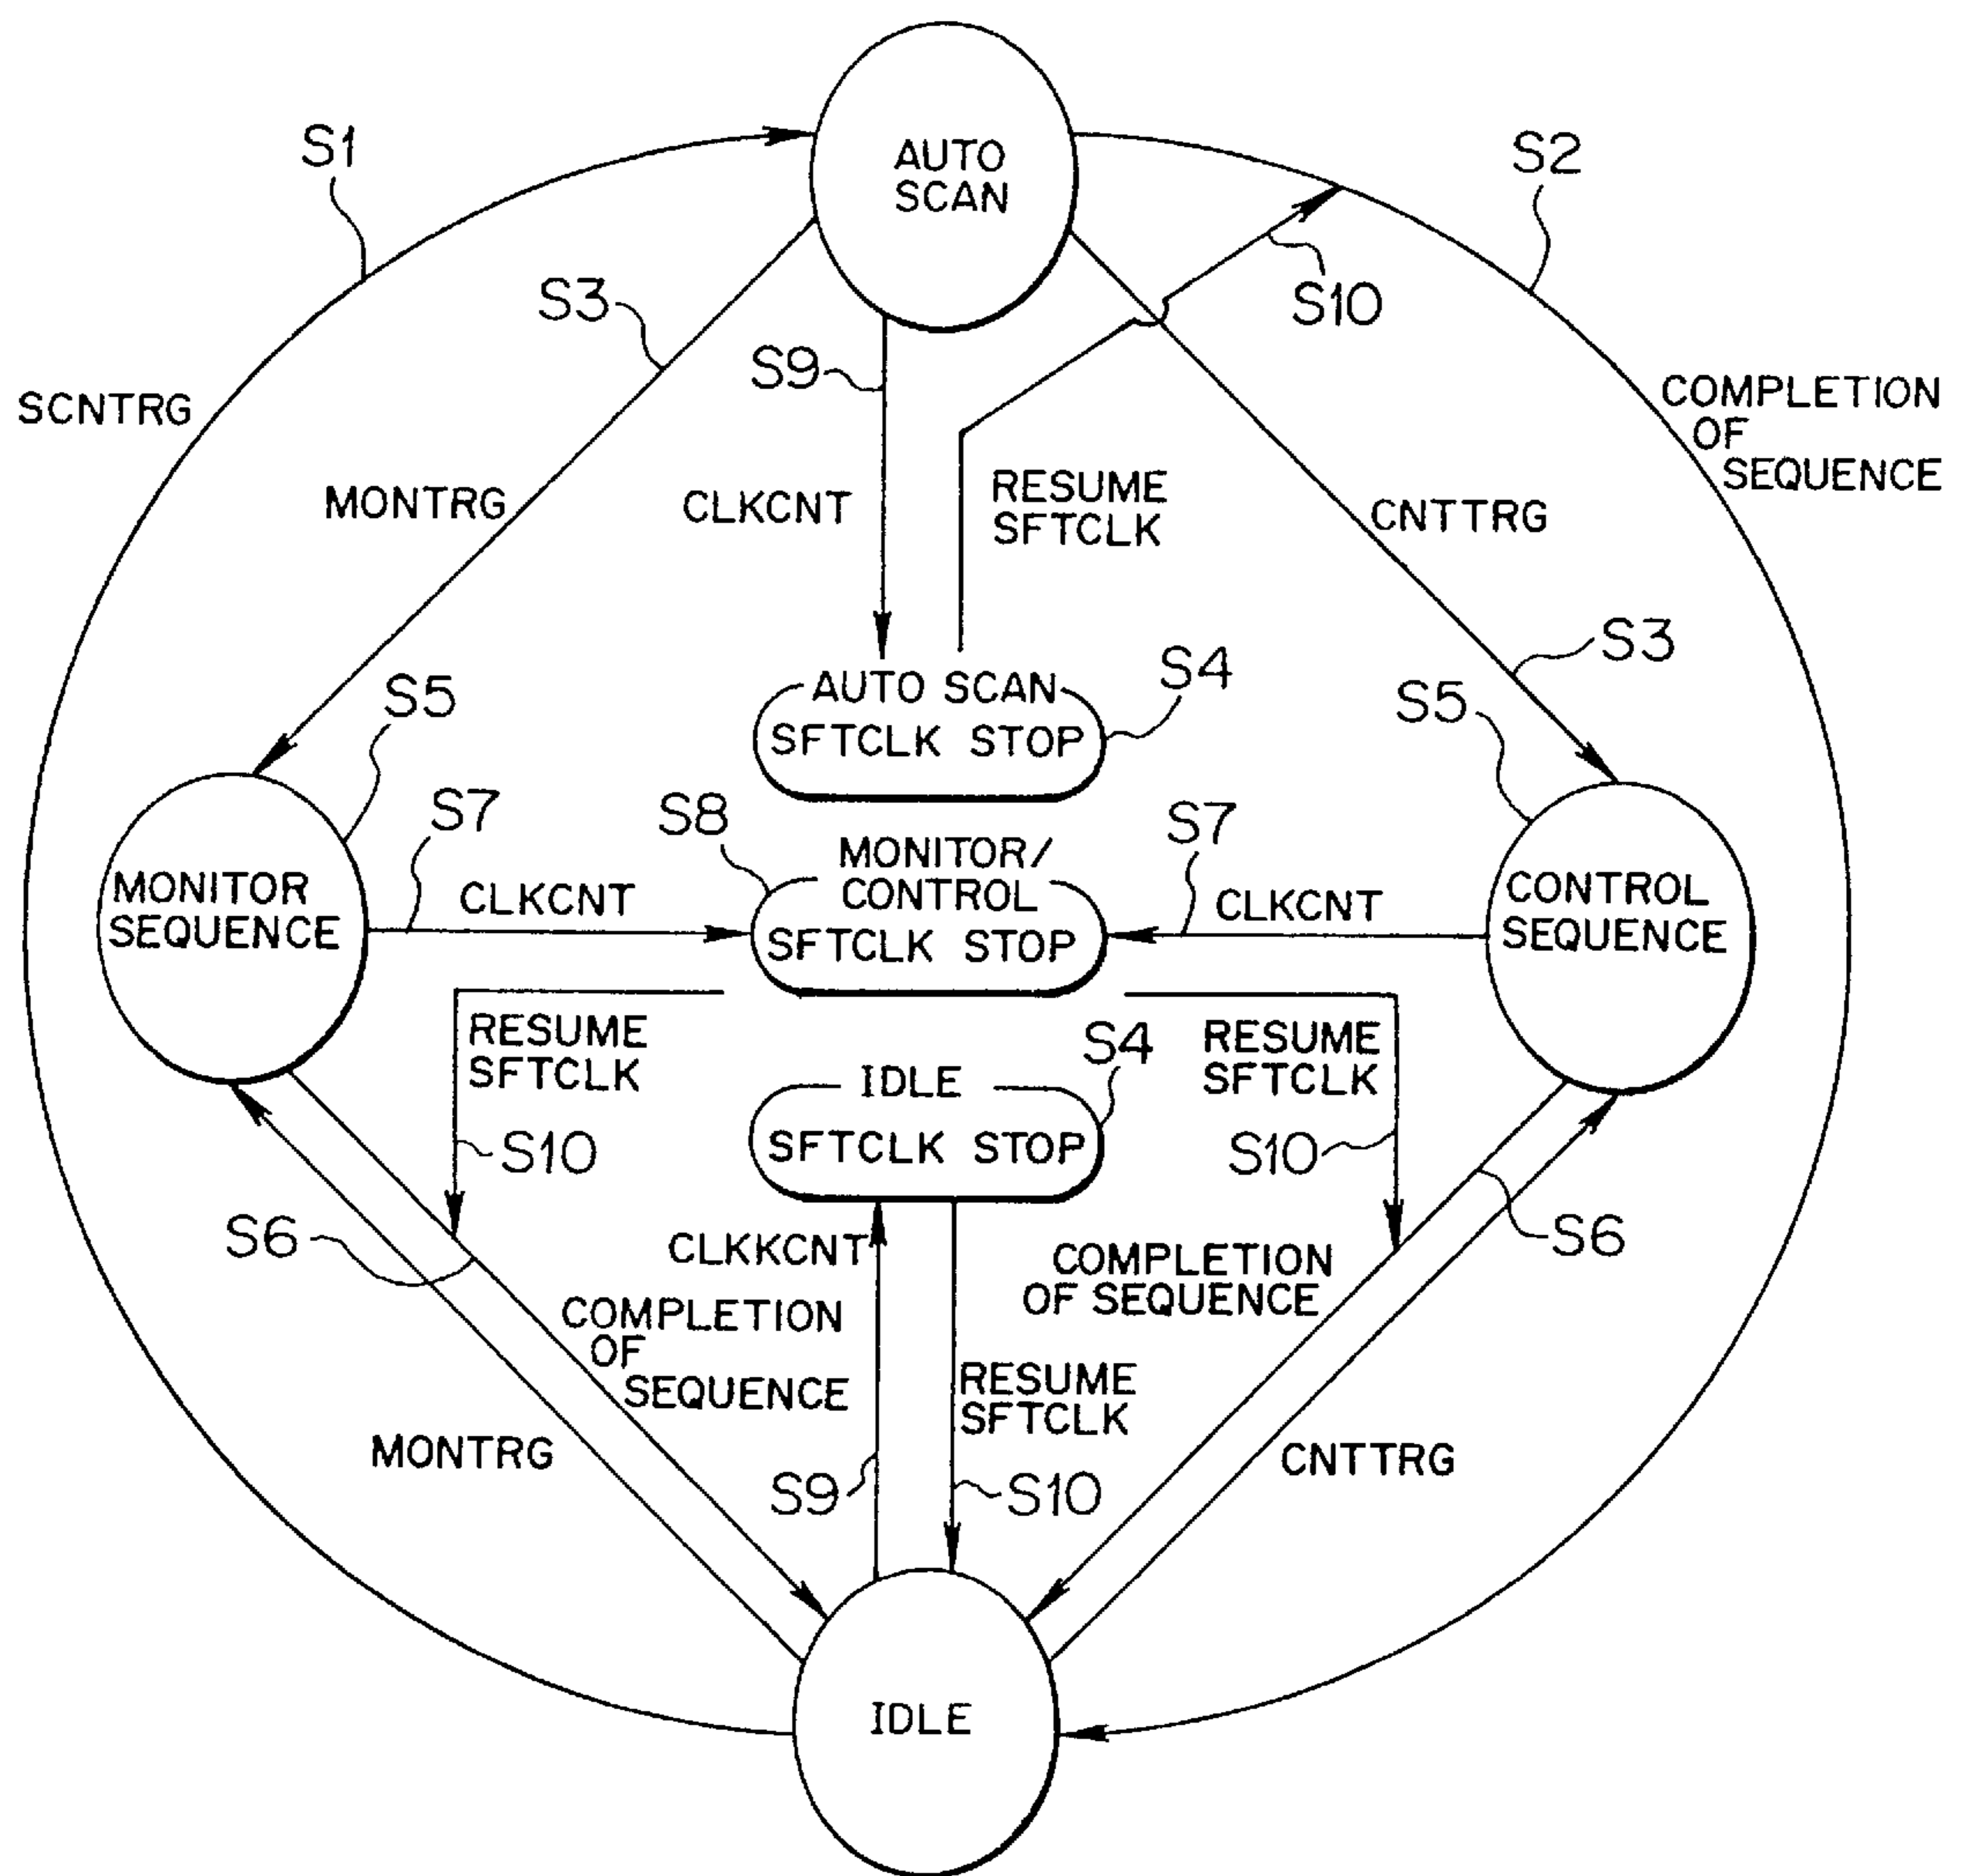 AUTO
SCAN
S1
S2
S3
S10
S9
SCNTRG
COMPLETION
OF
SEQUENCE
MONTRG
CLKCNT
RESUME
SFTCLK
CNTTRG
S3
S4
S5
S5
AUTO SCAN
SFTCLK STOP
S7
S8
S7
MONITOR/
CONTROL
SFTCLK STOP
MONITOR
SEQUENCE
CLKCNT
CLKCNT
CONTROL
SEQUENCE
RESUME
SFTCLK
S4
RESUME
SFTCLK
IDLE
SFTCLK STOP
S10
S10
S6
CLKKCNT
S6
COMPLETION
OF
SEQUENCE
COMPLETION
OF SEQUENCE
RESUME
SFTCLK
MONTRG
CNTTRG
S9
S10
IDLE